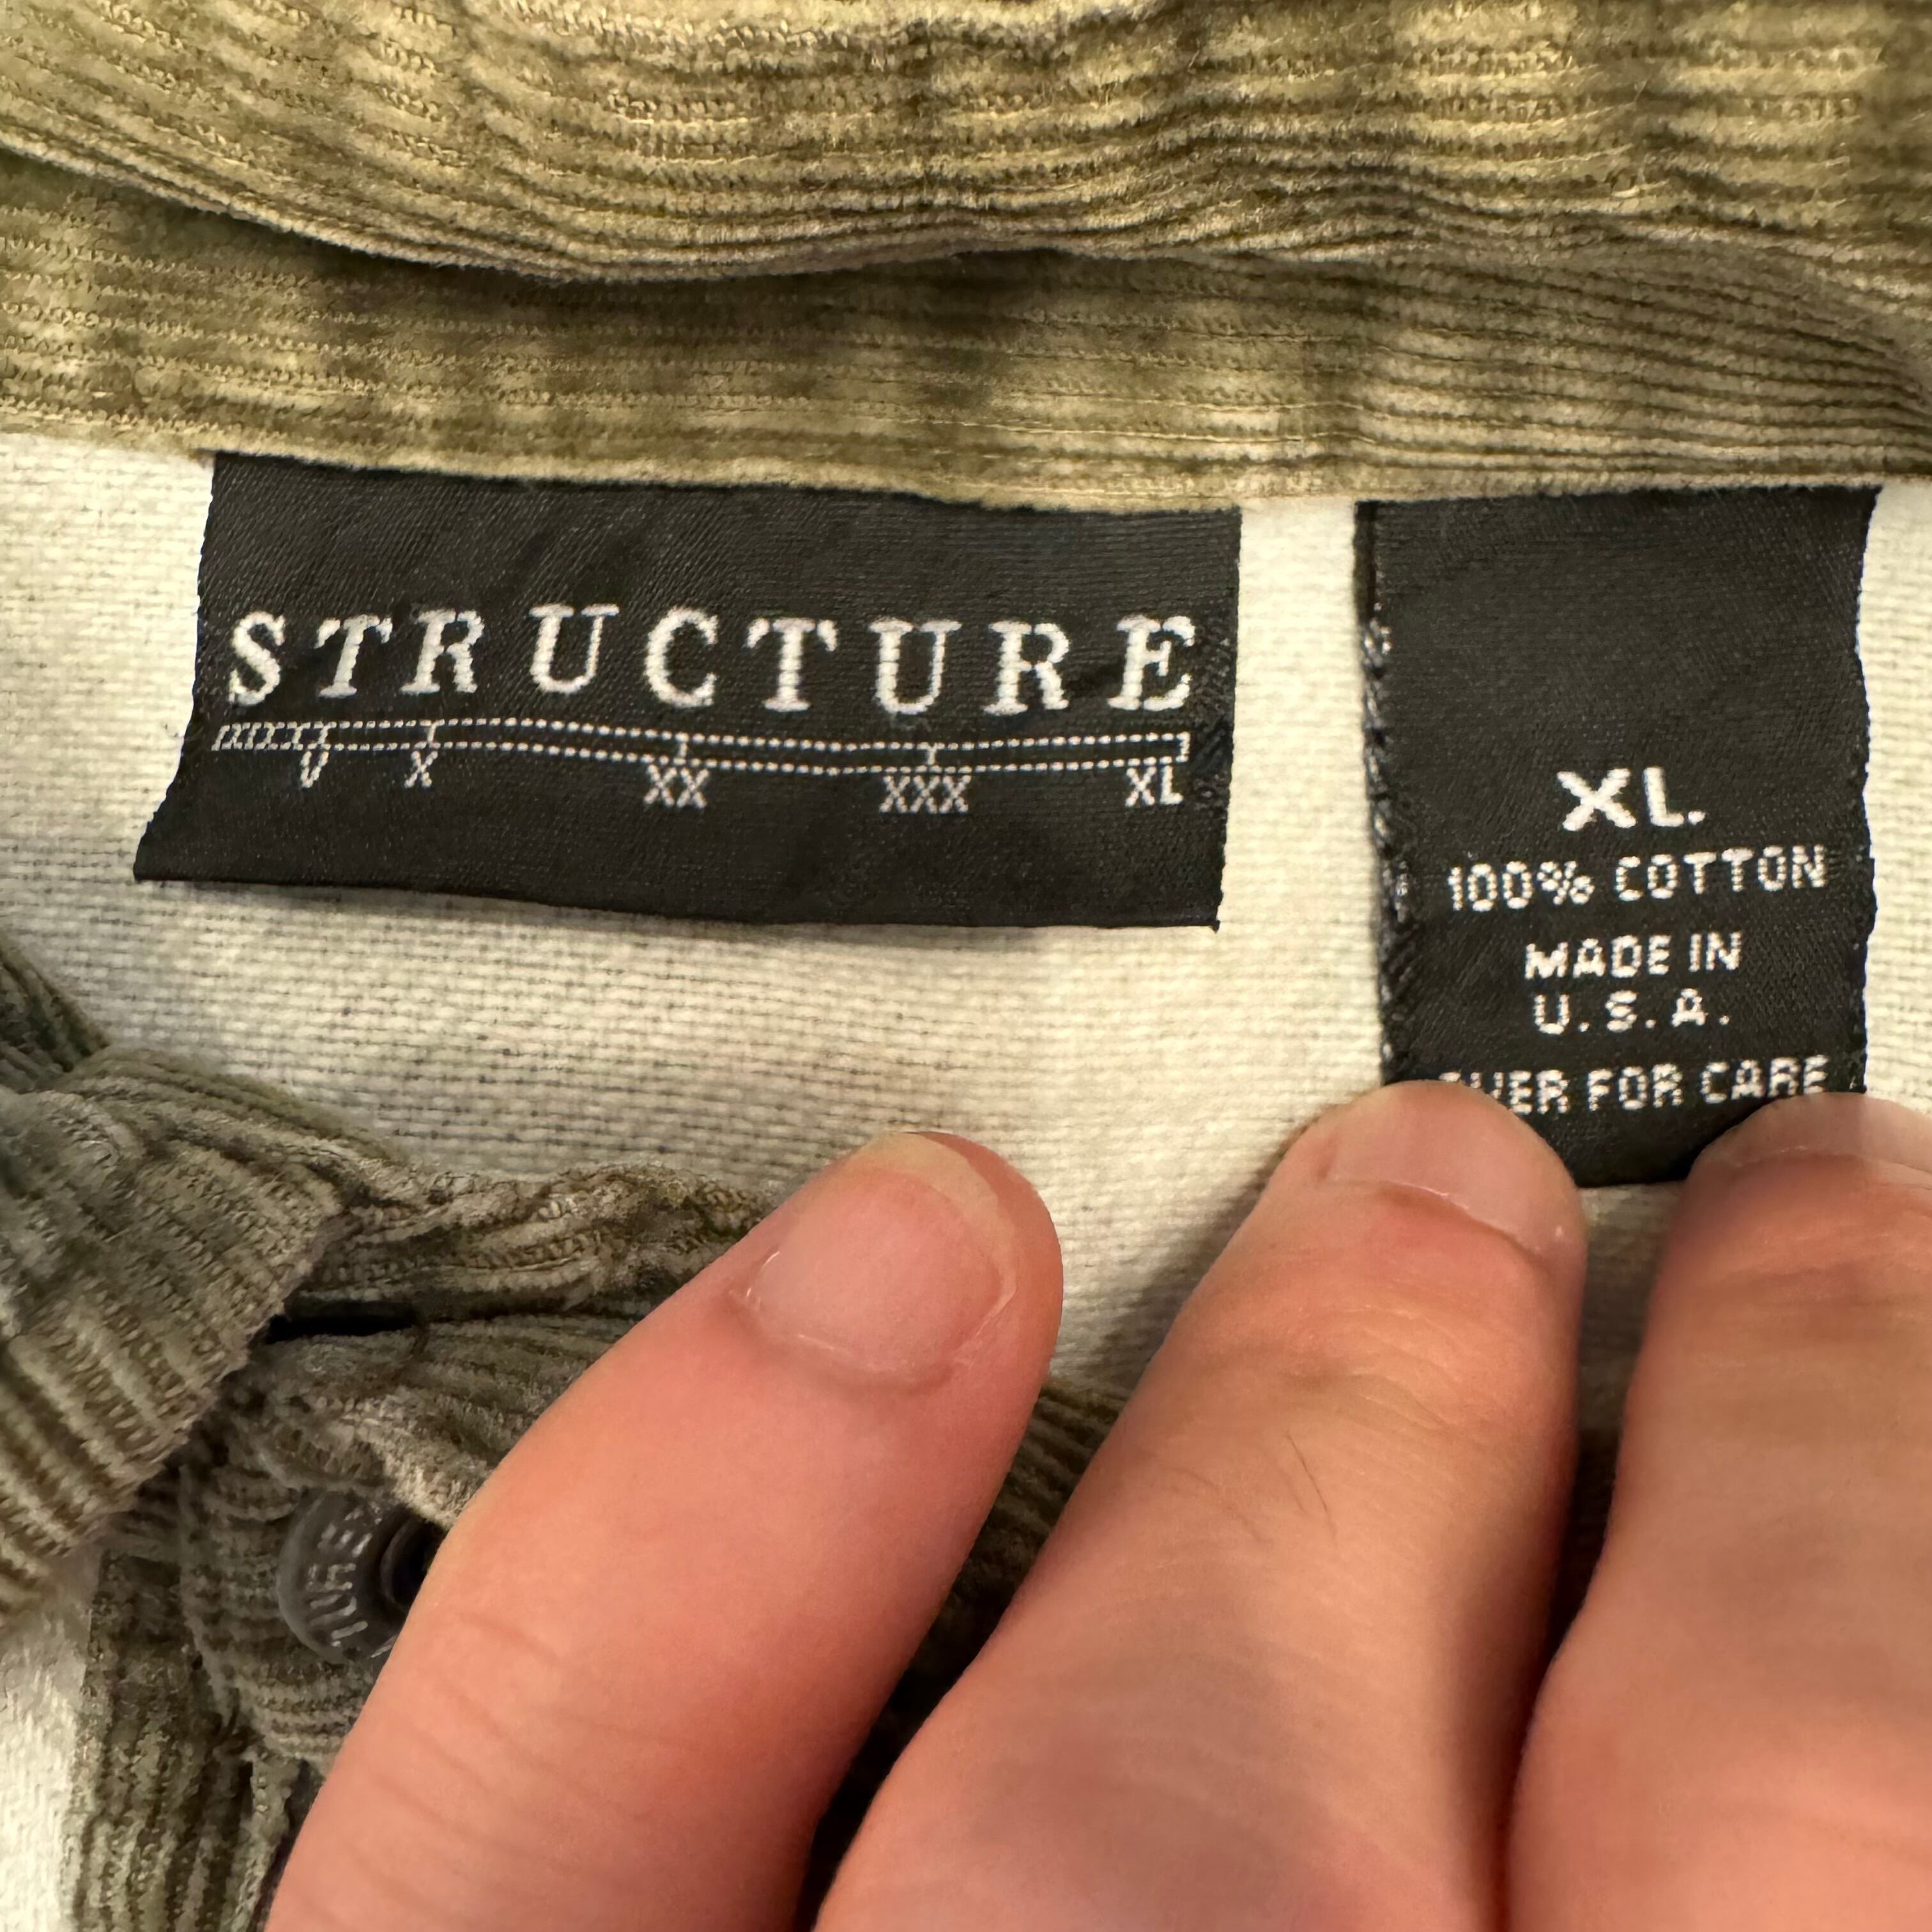 STRUCTURE
V X XX XXX XL
XL.
100% COTTON
MADE IN
U.S.A.
FOR CARE